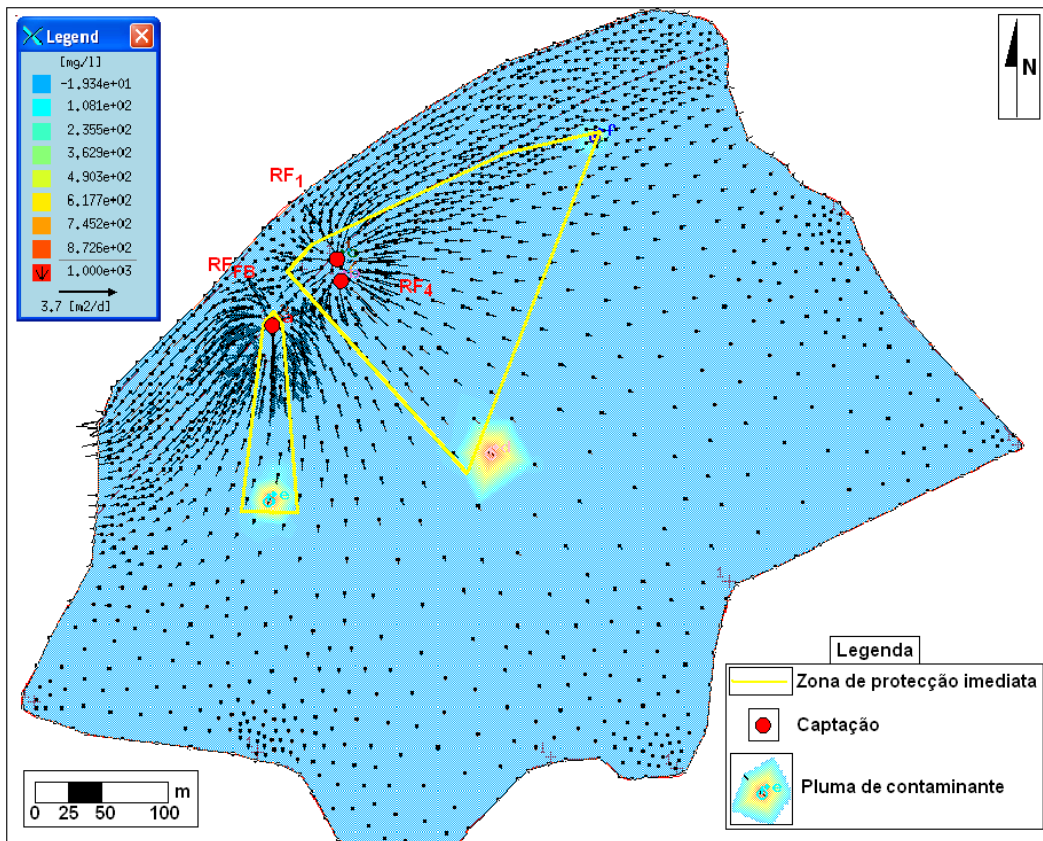 Legend
[mg/l]
-1.934e+01
1.081e+02
2.355e+02
3.629e+02
4.903e+02
6.177e+02
7.452e+02
8.726e+02
1.000e+03
3.7 [m2/d]
N
RF1
RFFB
RF4
a
e
f
1
Legenda
Zona de protecção imediata
Captação
Pluma de contaminante
e
m
0 25 50 100